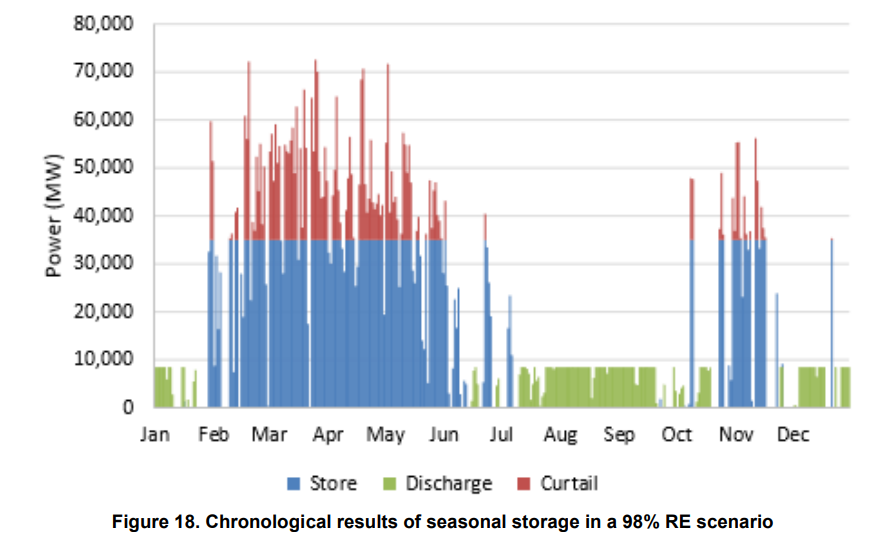 80,000
70,000
60,000
50,000
40,000
30,000
20,000
10,000
0
Power (MW)
Jan Feb Mar Apr May Jun Jul Aug Sep Oct Nov Dec
Store Discharge Curtail
Figure 18. Chronological results of seasonal storage in a 98% RE scenario